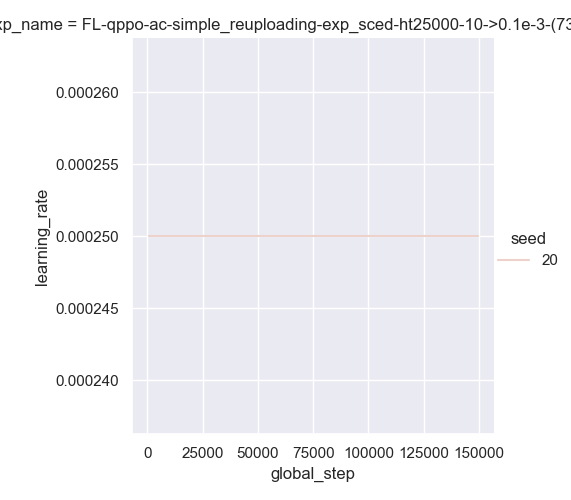 xp_name = FL-qppo-ac-simple_reuploading-exp_sced-ht25000-10->0.1e-3-(73
0.000260
0.000255
0.000250
0.000245
0.000240
learning_rate
seed
20
0 25000 50000 75000 100000 125000 150000
global_step